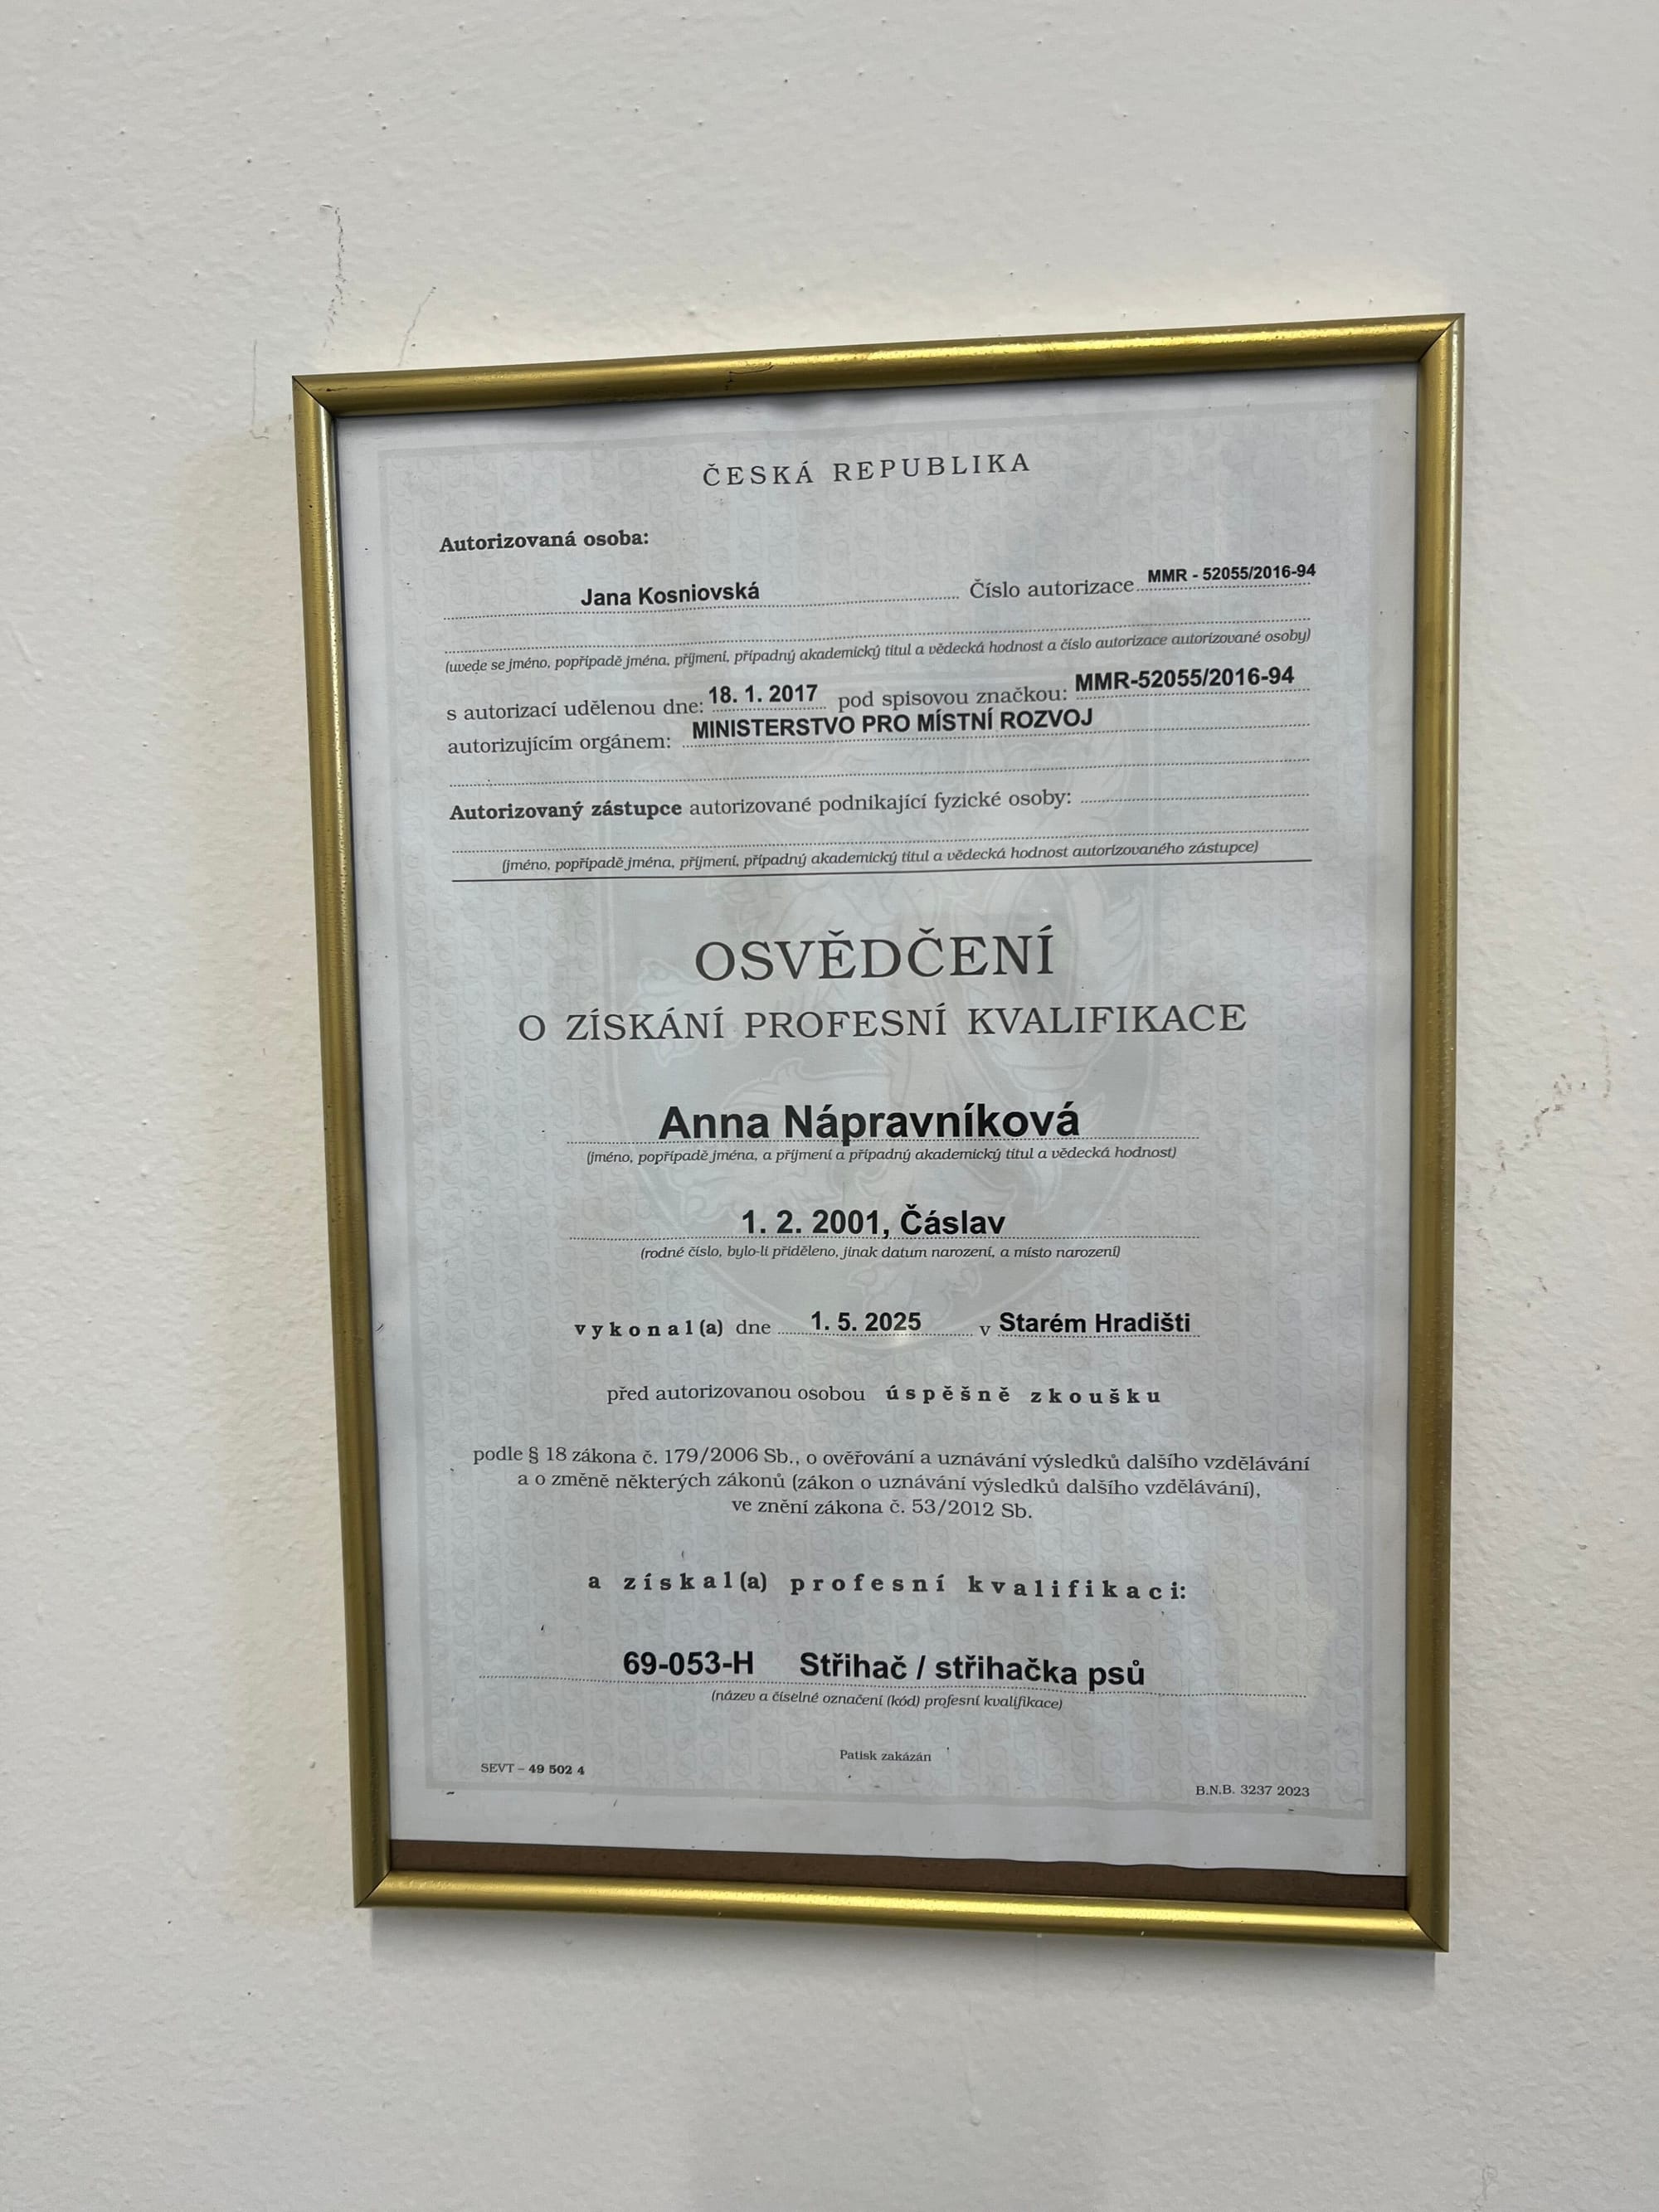 ČESKÁ REPUBLIKA
Autorizovaná osoba:
Jana Kosniovská Číslo autorizace MMR - 52055/2016-94
(uvede se jméno, popřípadě jména, příjmení, případný akademický titul a vědecká hodnost a číslo autorizace autorizované osoby)
s autorizací udělenou dne: 18. 1. 2017 pod spisovou značkou: MMR-52055/2016-94
autorizujícím orgánem: MINISTERSTVO PRO MÍSTNÍ ROZVOJ
Autorizovaný zástupce autorizované podnikající fyzické osoby:
(jméno, popřípadě jména, příjmení, případný akademický titul a vědecká hodnost autorizovaného zástupce)
OSVĚDČENÍ
O ZÍSKÁNÍ PROFESNÍ KVALIFIKACE
Anna Nápravníková
(jméno, popřípadě jména, a příjmení a případný akademický titul a vědecká hodnost)
1. 2. 2001, Čáslav
(rodné číslo, bylo-li přiděleno, jinak datum narození, a místo narození)
vykonal(a) dne 1. 5. 2025 v Starém Hradišti
před autorizovanou osobou úspěšně zkoušku
podle § 18 zákona č. 179/2006 Sb., o ověřování a uznávání výsledků dalšího vzdělávání
a o změně některých zákonů (zákon o uznávání výsledků dalšího vzdělávání),
ve znění zákona č. 53/2012 Sb.
a získal(a) profesní kvalifikaci:
69-053-H Střihač / střihačka psů
(název a číselné označení (kód) profesní kvalifikace)
Patisk zakázán
SEVT – 49 502 4
B.N.B. 3237 2023